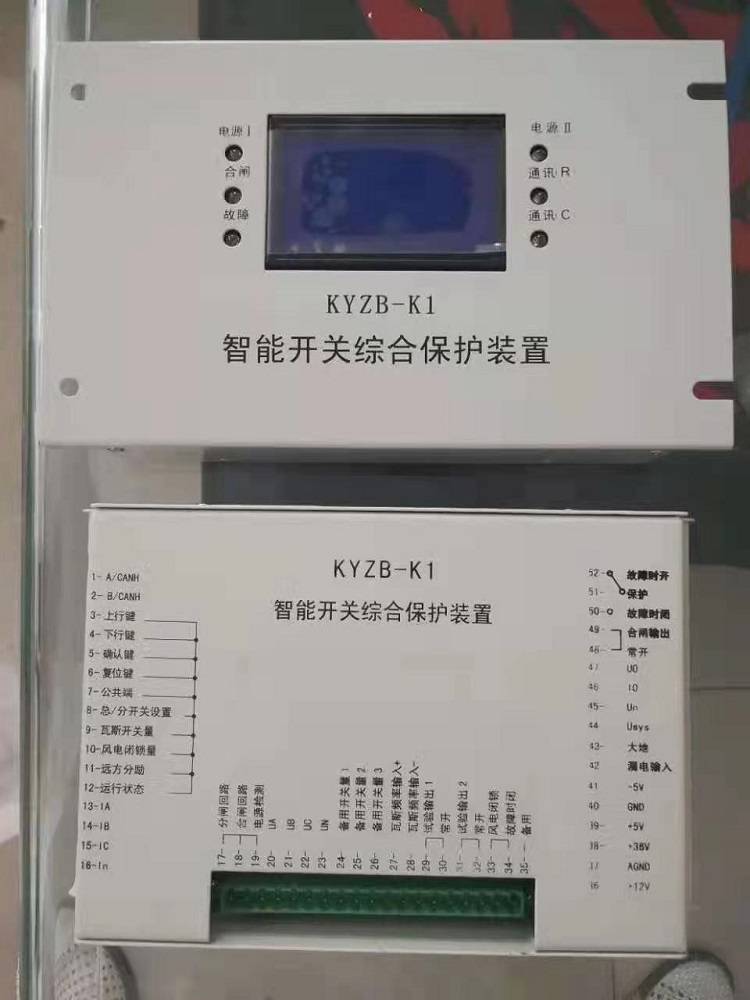 电源 I
电源 II
合闸
通讯 R
故障
通讯 C
KYZB-K1
智能开关综合保护装置
KYZB-K1
智能开关综合保护装置
1- A/CANH
2- B/CANH
3- 上行键
4- 下行键
5- 确认键
6- 复位键
7- 公共端
8- 总/分开关设置
9- 瓦斯开关量
10- 风电闭锁量
11- 远方分励
12- 运行状态
13- IA
14- IB
15- IC
16- In
17- 分闸回路
18- 合闸回路
19- 电源检测
20- UA
21- UB
22- UC
23- UN
24- 备用开关量 1
25- 备用开关量 2
26- 备用开关量 3
27- 瓦斯频率输入+
28- 瓦斯频率输入-
29- 试验输出 1
30- 常开
31- 试验输出 2
32- 常开
33- 风电闭锁
34- 故障时闭
35- 备用
52- 故障时开
51- 保护
50- 故障时闭
49- 合闸输出
48- 常开
47 U0
46 I0
45- Un
44 Usys
43- 大地
42 漏电输入
41 -5V
40 GND
39- +5V
38- +36V
37 AGND
36 +12V